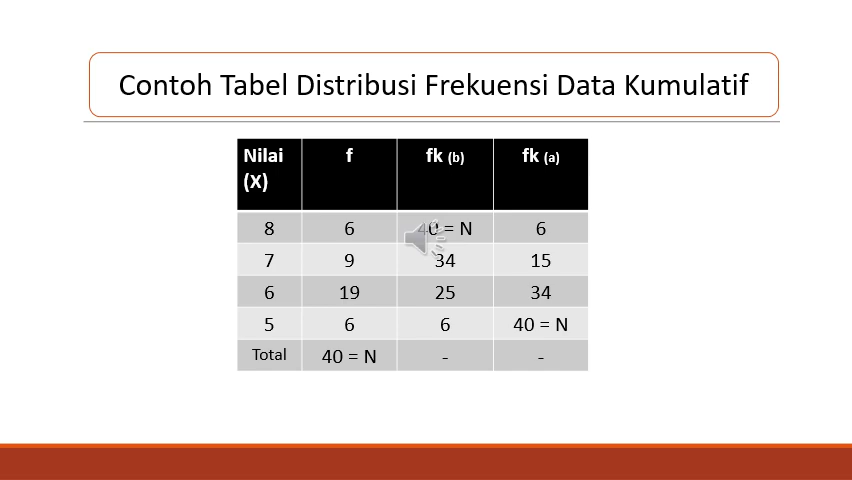 Contoh Tabel Distribusi Frekuensi Data Kumulatif
Nilai (X) f fk (b) fk (a)
8 6 40 = N 6
7 9 34 15
6 19 25 34
5 6 6 40 = N
Total 40 = N - -